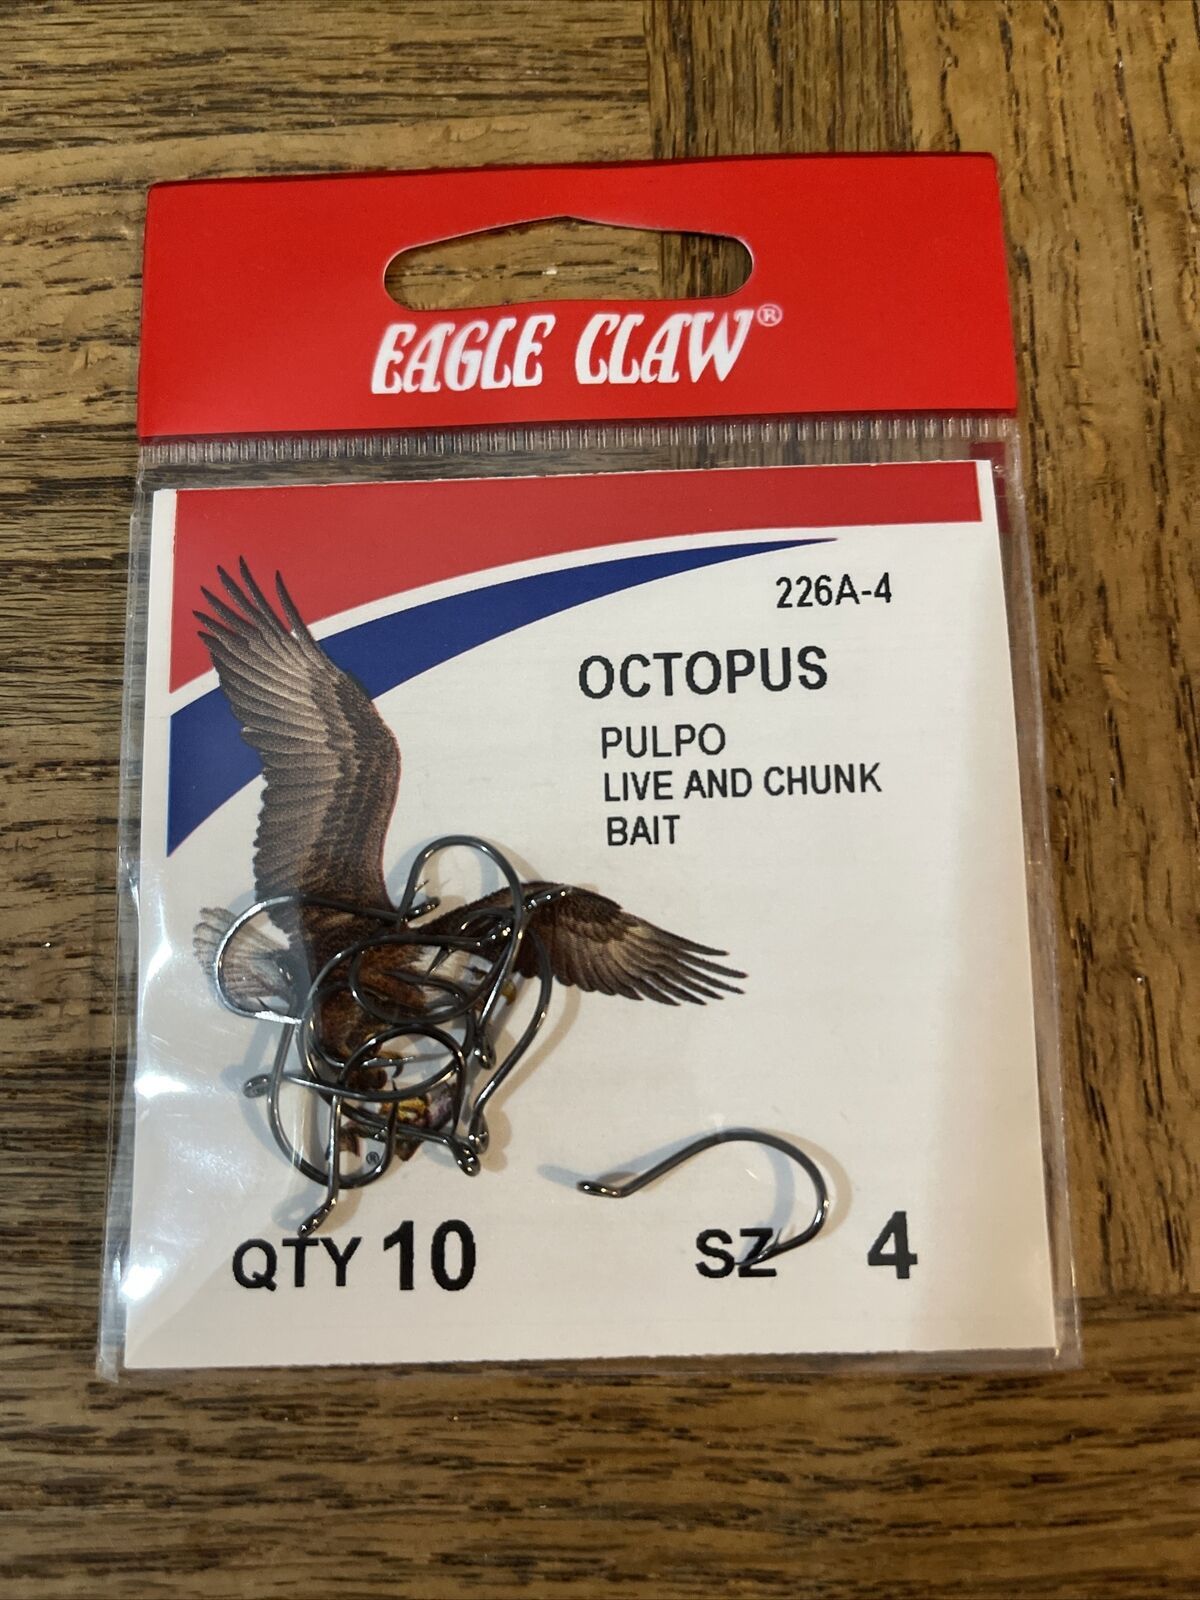 EAGLE CLAW®
226A-4
OCTOPUS
PULPO
LIVE AND CHUNK
BAIT
®
QTY 10 SZ 4